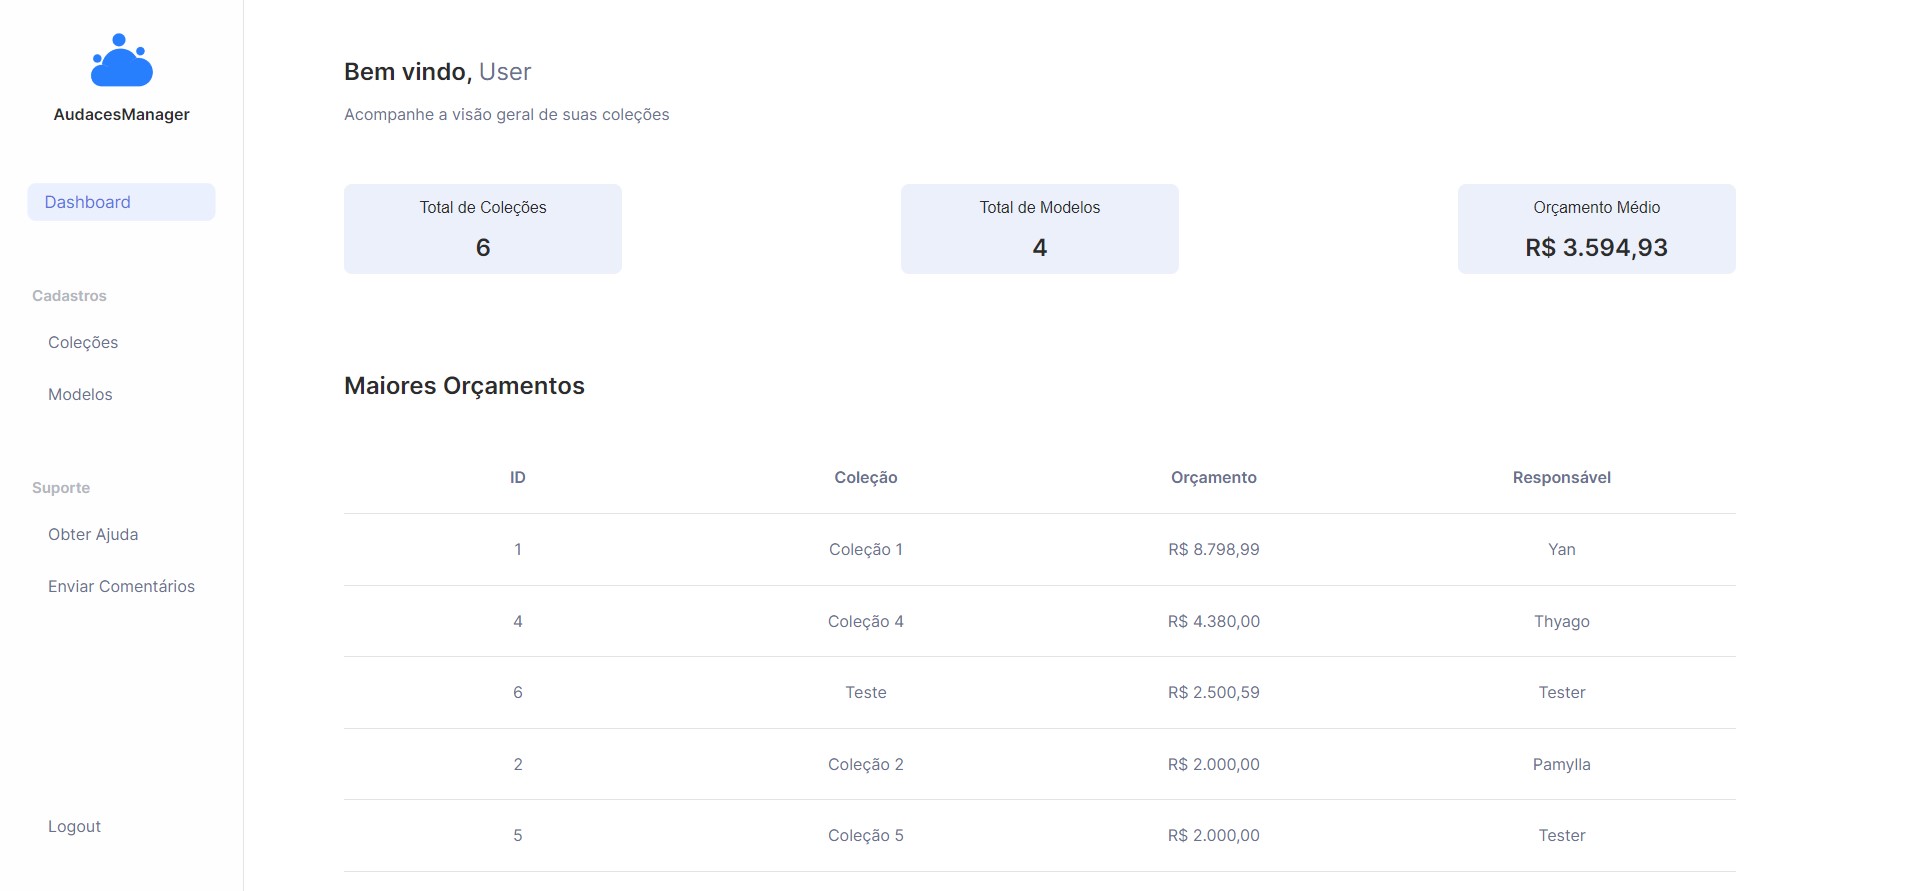 AudacesManager
Dashboard
Cadastros
Coleções
Modelos
Suporte
Obter Ajuda
Enviar Comentários
Logout
Bem vindo, User
Acompanhe a visão geral de suas coleções
Total de Coleções
6
Total de Modelos
4
Orçamento Médio
R$ 3.594,93
Maiores Orçamentos
ID Coleção Orçamento Responsável
1 Coleção 1 R$ 8.798,99 Yan
4 Coleção 4 R$ 4.380,00 Thyago
6 Teste R$ 2.500,59 Tester
2 Coleção 2 R$ 2.000,00 Pamylla
5 Coleção 5 R$ 2.000,00 Tester